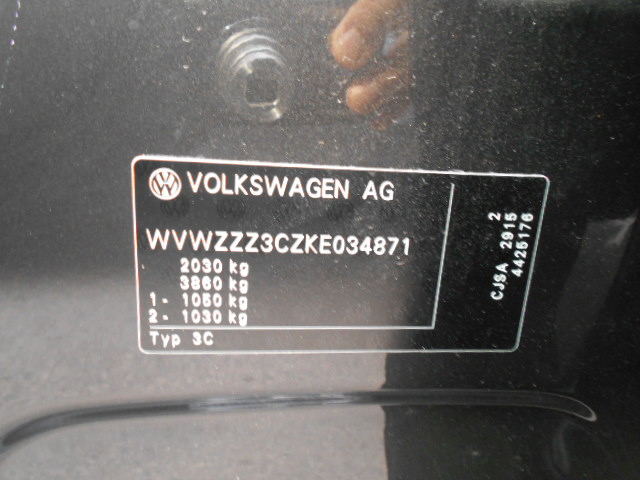 VOLKSWAGEN AG
WVWZZZ3CZKE034871
2030 kg
3860 kg
1- 1050 kg
2- 1030 kg
Typ 3C
2
CJSA 2915
4425176